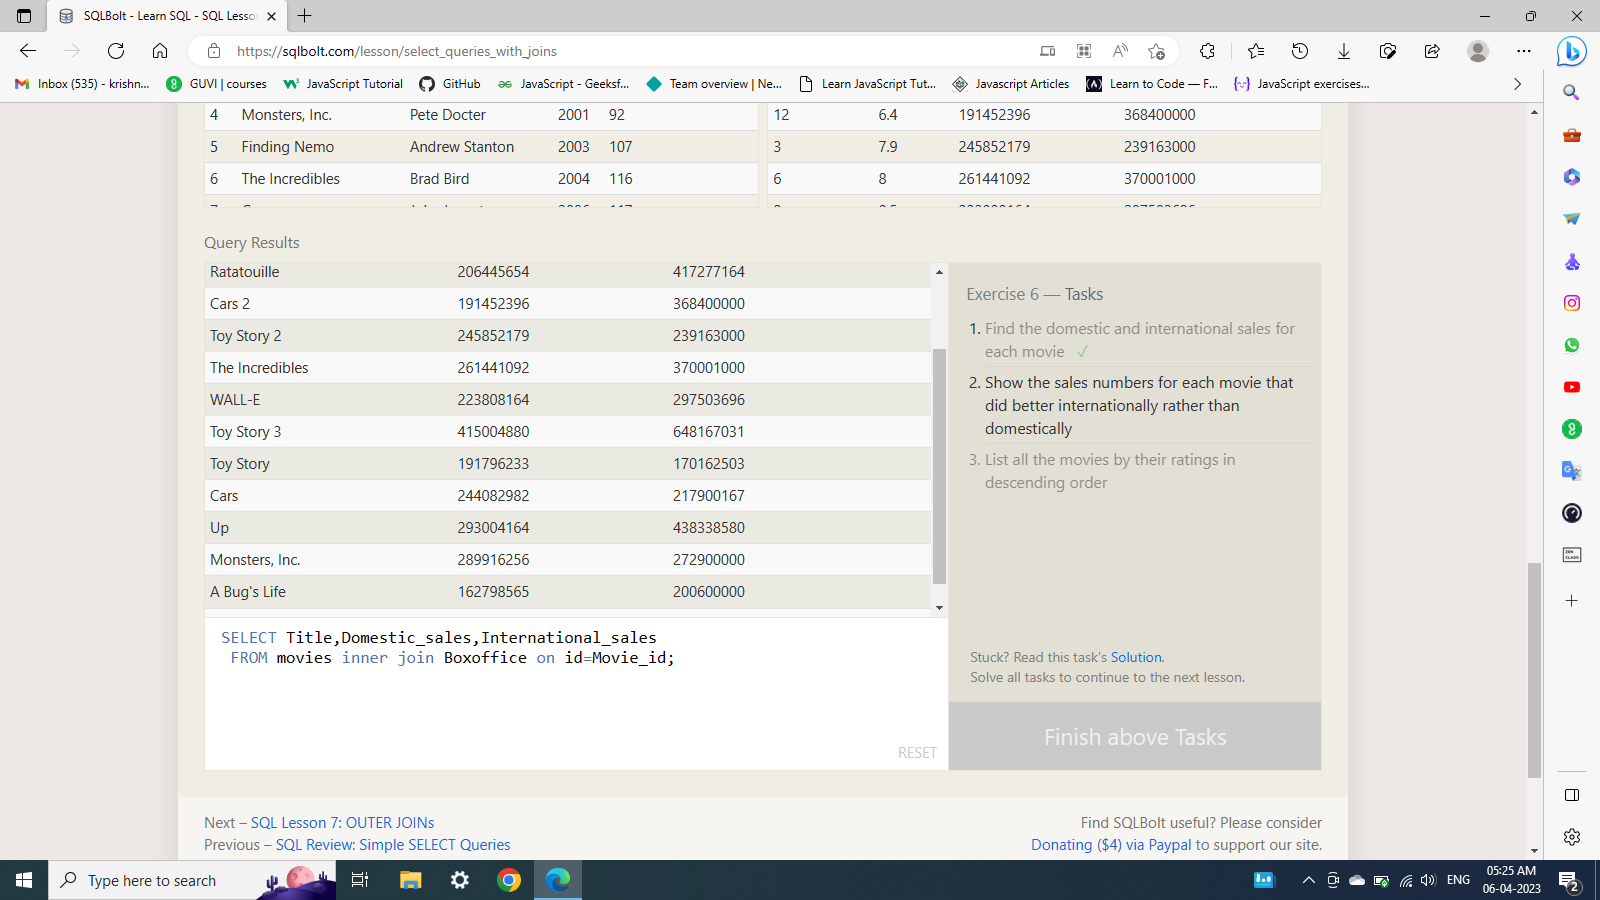 SQLBolt - Learn SQL - SQL Lesso
https://sqlbolt.com/lesson/select_queries_with_joins
Inbox (535) - krishn... GUVI | courses JavaScript Tutorial GitHub JavaScript - Geeksf... Team overview | Ne... Learn JavaScript Tut... Javascript Articles Learn to Code — F... JavaScript exercises...
4 Monsters, Inc. Pete Docter 2001 92 12 6.4 191452396 368400000
5 Finding Nemo Andrew Stanton 2003 107 3 7.9 245852179 239163000
6 The Incredibles Brad Bird 2004 116 6 8 261441092 370001000
Query Results
Ratatouille 206445654 417277164
Cars 2 191452396 368400000
Toy Story 2 245852179 239163000
The Incredibles 261441092 370001000
WALL-E 223808164 297503696
Toy Story 3 415004880 648167031
Toy Story 191796233 170162503
Cars 244082982 217900167
Up 293004164 438338580
Monsters, Inc. 289916256 272900000
A Bug's Life 162798565 200600000
SELECT Title,Domestic_sales,International_sales
FROM movies inner join Boxoffice on id=Movie_id;
RESET
Exercise 6 — Tasks
1. Find the domestic and international sales for
each movie ✓
2. Show the sales numbers for each movie that
did better internationally rather than
domestically
3. List all the movies by their ratings in
descending order
Stuck? Read this task's Solution.
Solve all tasks to continue to the next lesson.
Finish above Tasks
Next – SQL Lesson 7: OUTER JOINs
Previous – SQL Review: Simple SELECT Queries
Find SQLBolt useful? Please consider
Donating ($4) via Paypal to support our site.
Type here to search
ENG
05:25 AM
06-04-2023
2